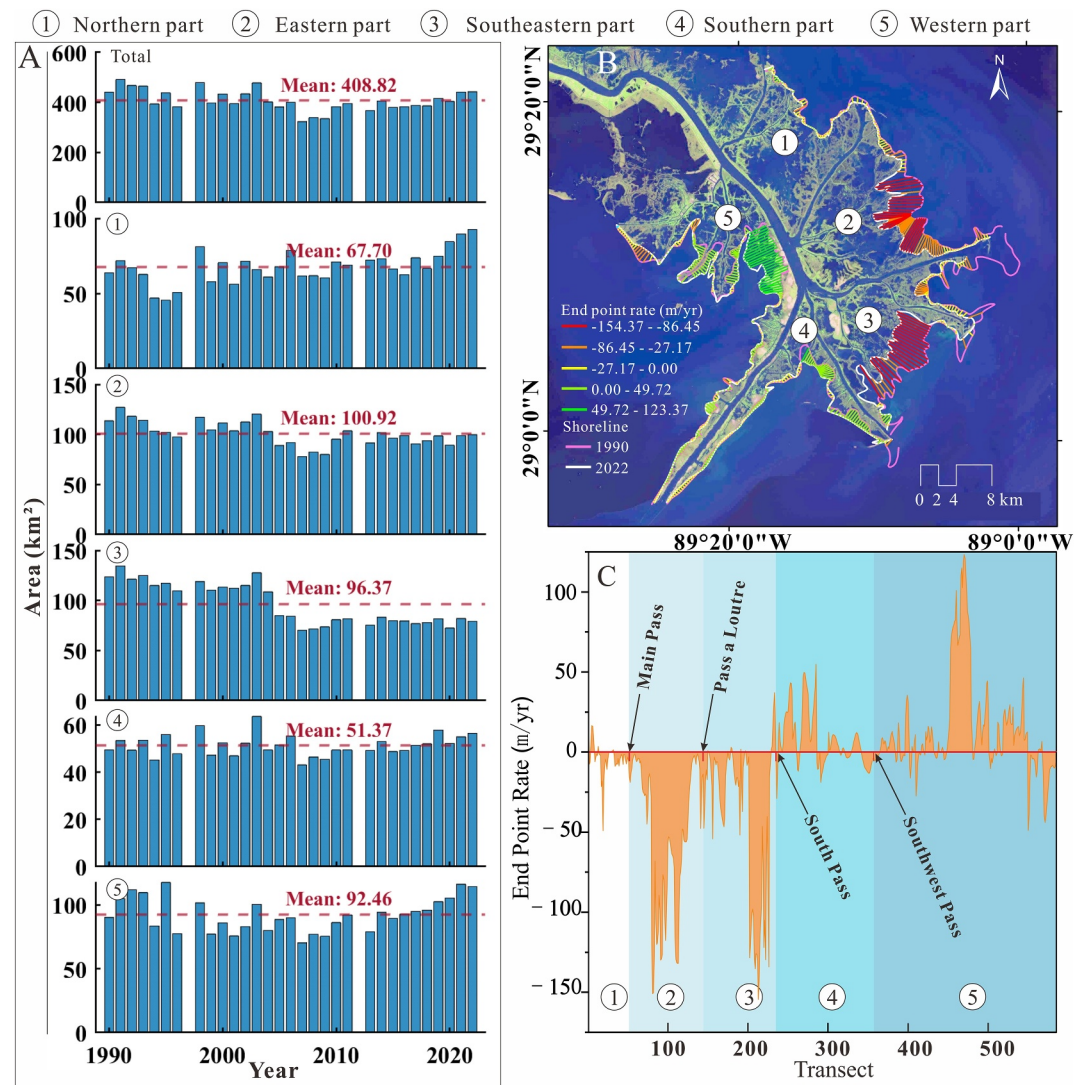 ① Northern part ② Eastern part ③ Southeastern part ④ Southern part ⑤ Western part
A
Total
Mean: 408.82
600
400
200
0
①
Mean: 67.70
100
50
0
②
Mean: 100.92
150
100
50
0
③
Mean: 96.37
150
100
50
0
④
Mean: 51.37
60
40
20
0
⑤
Mean: 92.46
100
50
0
Area (km²)
1990 2000 2010 2020
Year
B
N
29°20'0"N
29°0'0"N
①
②
③
④
⑤
End point rate (m/yr)
-154.37 - -86.45
-86.45 - -27.17
-27.17 - 0.00
0.00 - 49.72
49.72 - 123.37
Shoreline
1990
2022
0 2 4 8 km
89°20'0"W 89°0'0"W
C
100
50
0
−50
−100
−150
End Point Rate (m/yr)
Main Pass
Pass a Loutre
South Pass
Southwest Pass
① ② ③ ④ ⑤
100 200 300 400 500
Transect